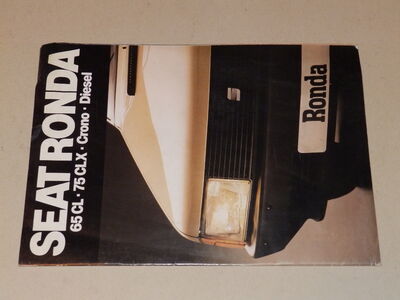 SEAT RONDA
65 CL · 75 CLX · Crono · Diesel
Ronda